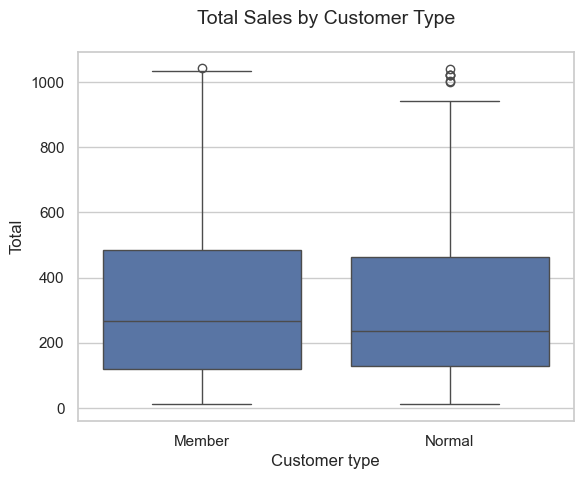 Total Sales by Customer Type
1000
800
600
400
200
0
Total
Member Normal
Customer type